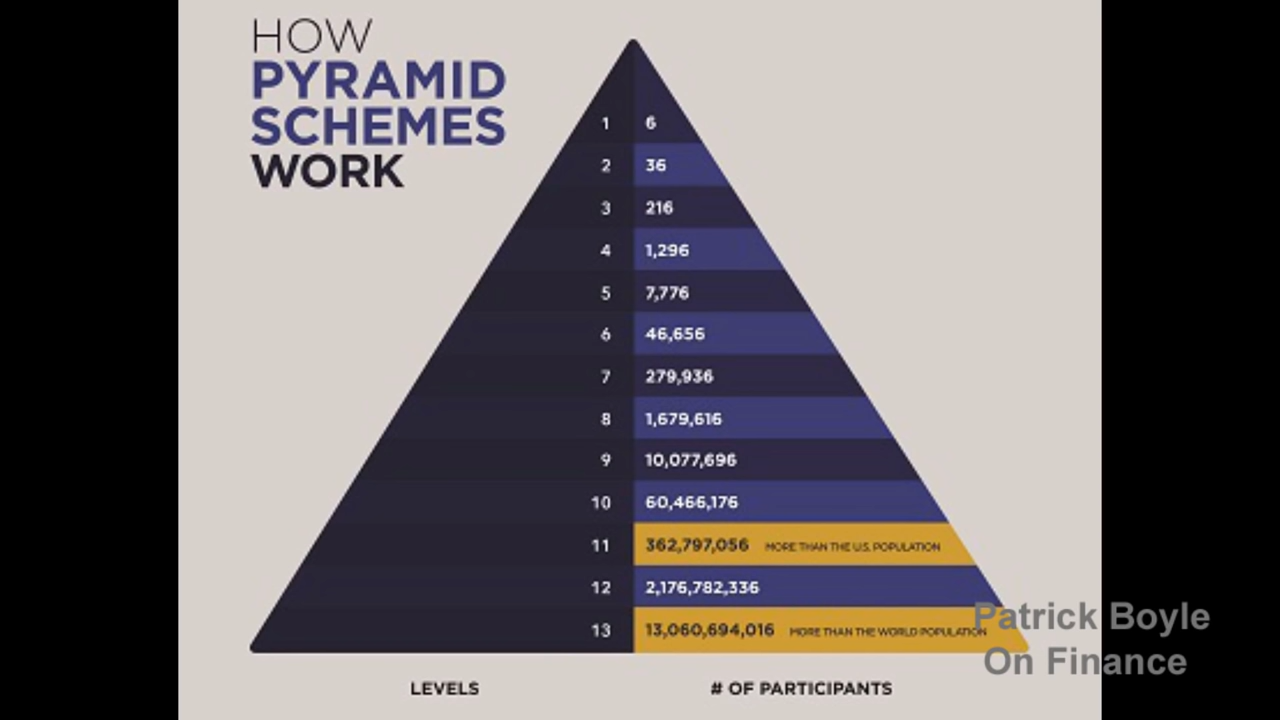 HOW
PYRAMID
SCHEMES
WORK
1 6
2 36
3 216
4 1,296
5 7,776
6 46,656
7 279,936
8 1,679,616
9 10,077,696
10 60,466,176
11 362,797,056 MORE THAN THE U.S. POPULATION
12 2,176,782,336
13 13,060,694,016 MORE THAN THE WORLD POPULATION
LEVELS # OF PARTICIPANTS
Patrick Boyle
On Finance